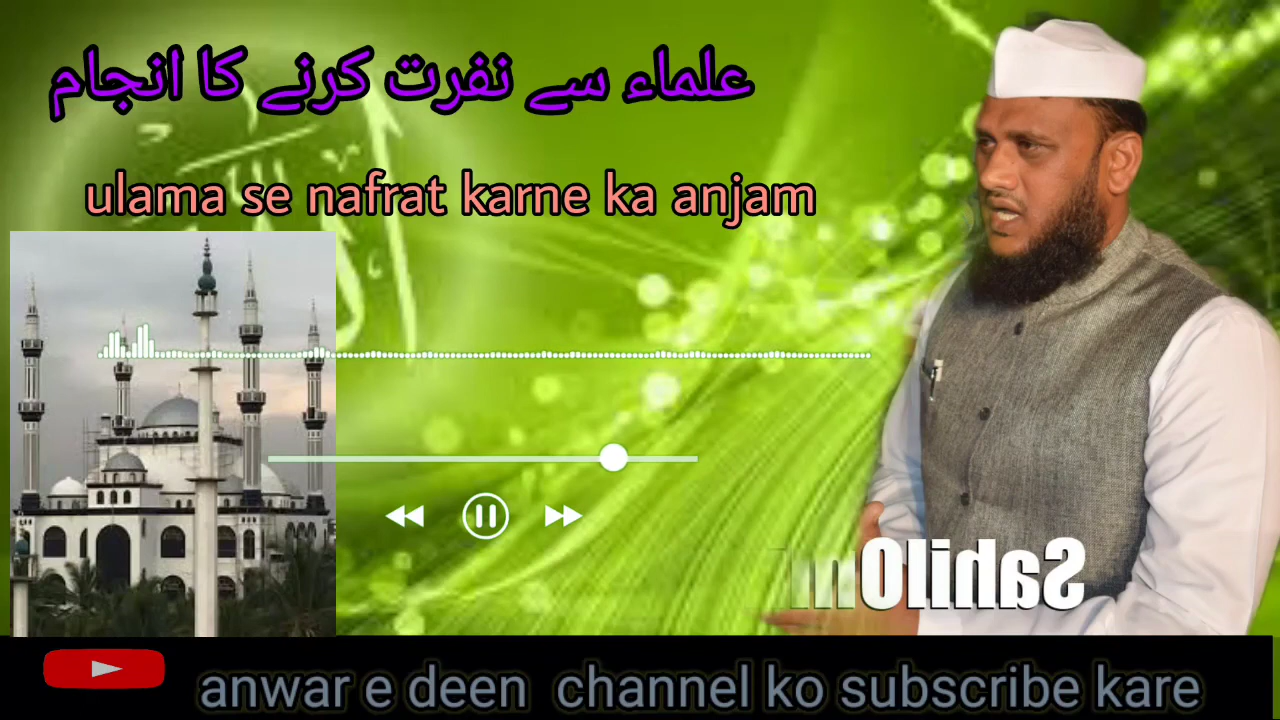 علماء سے نفرت کرنے کا انجام
ulama se nafrat karne ka anjam
anwar e deen channel ko subscribe kare